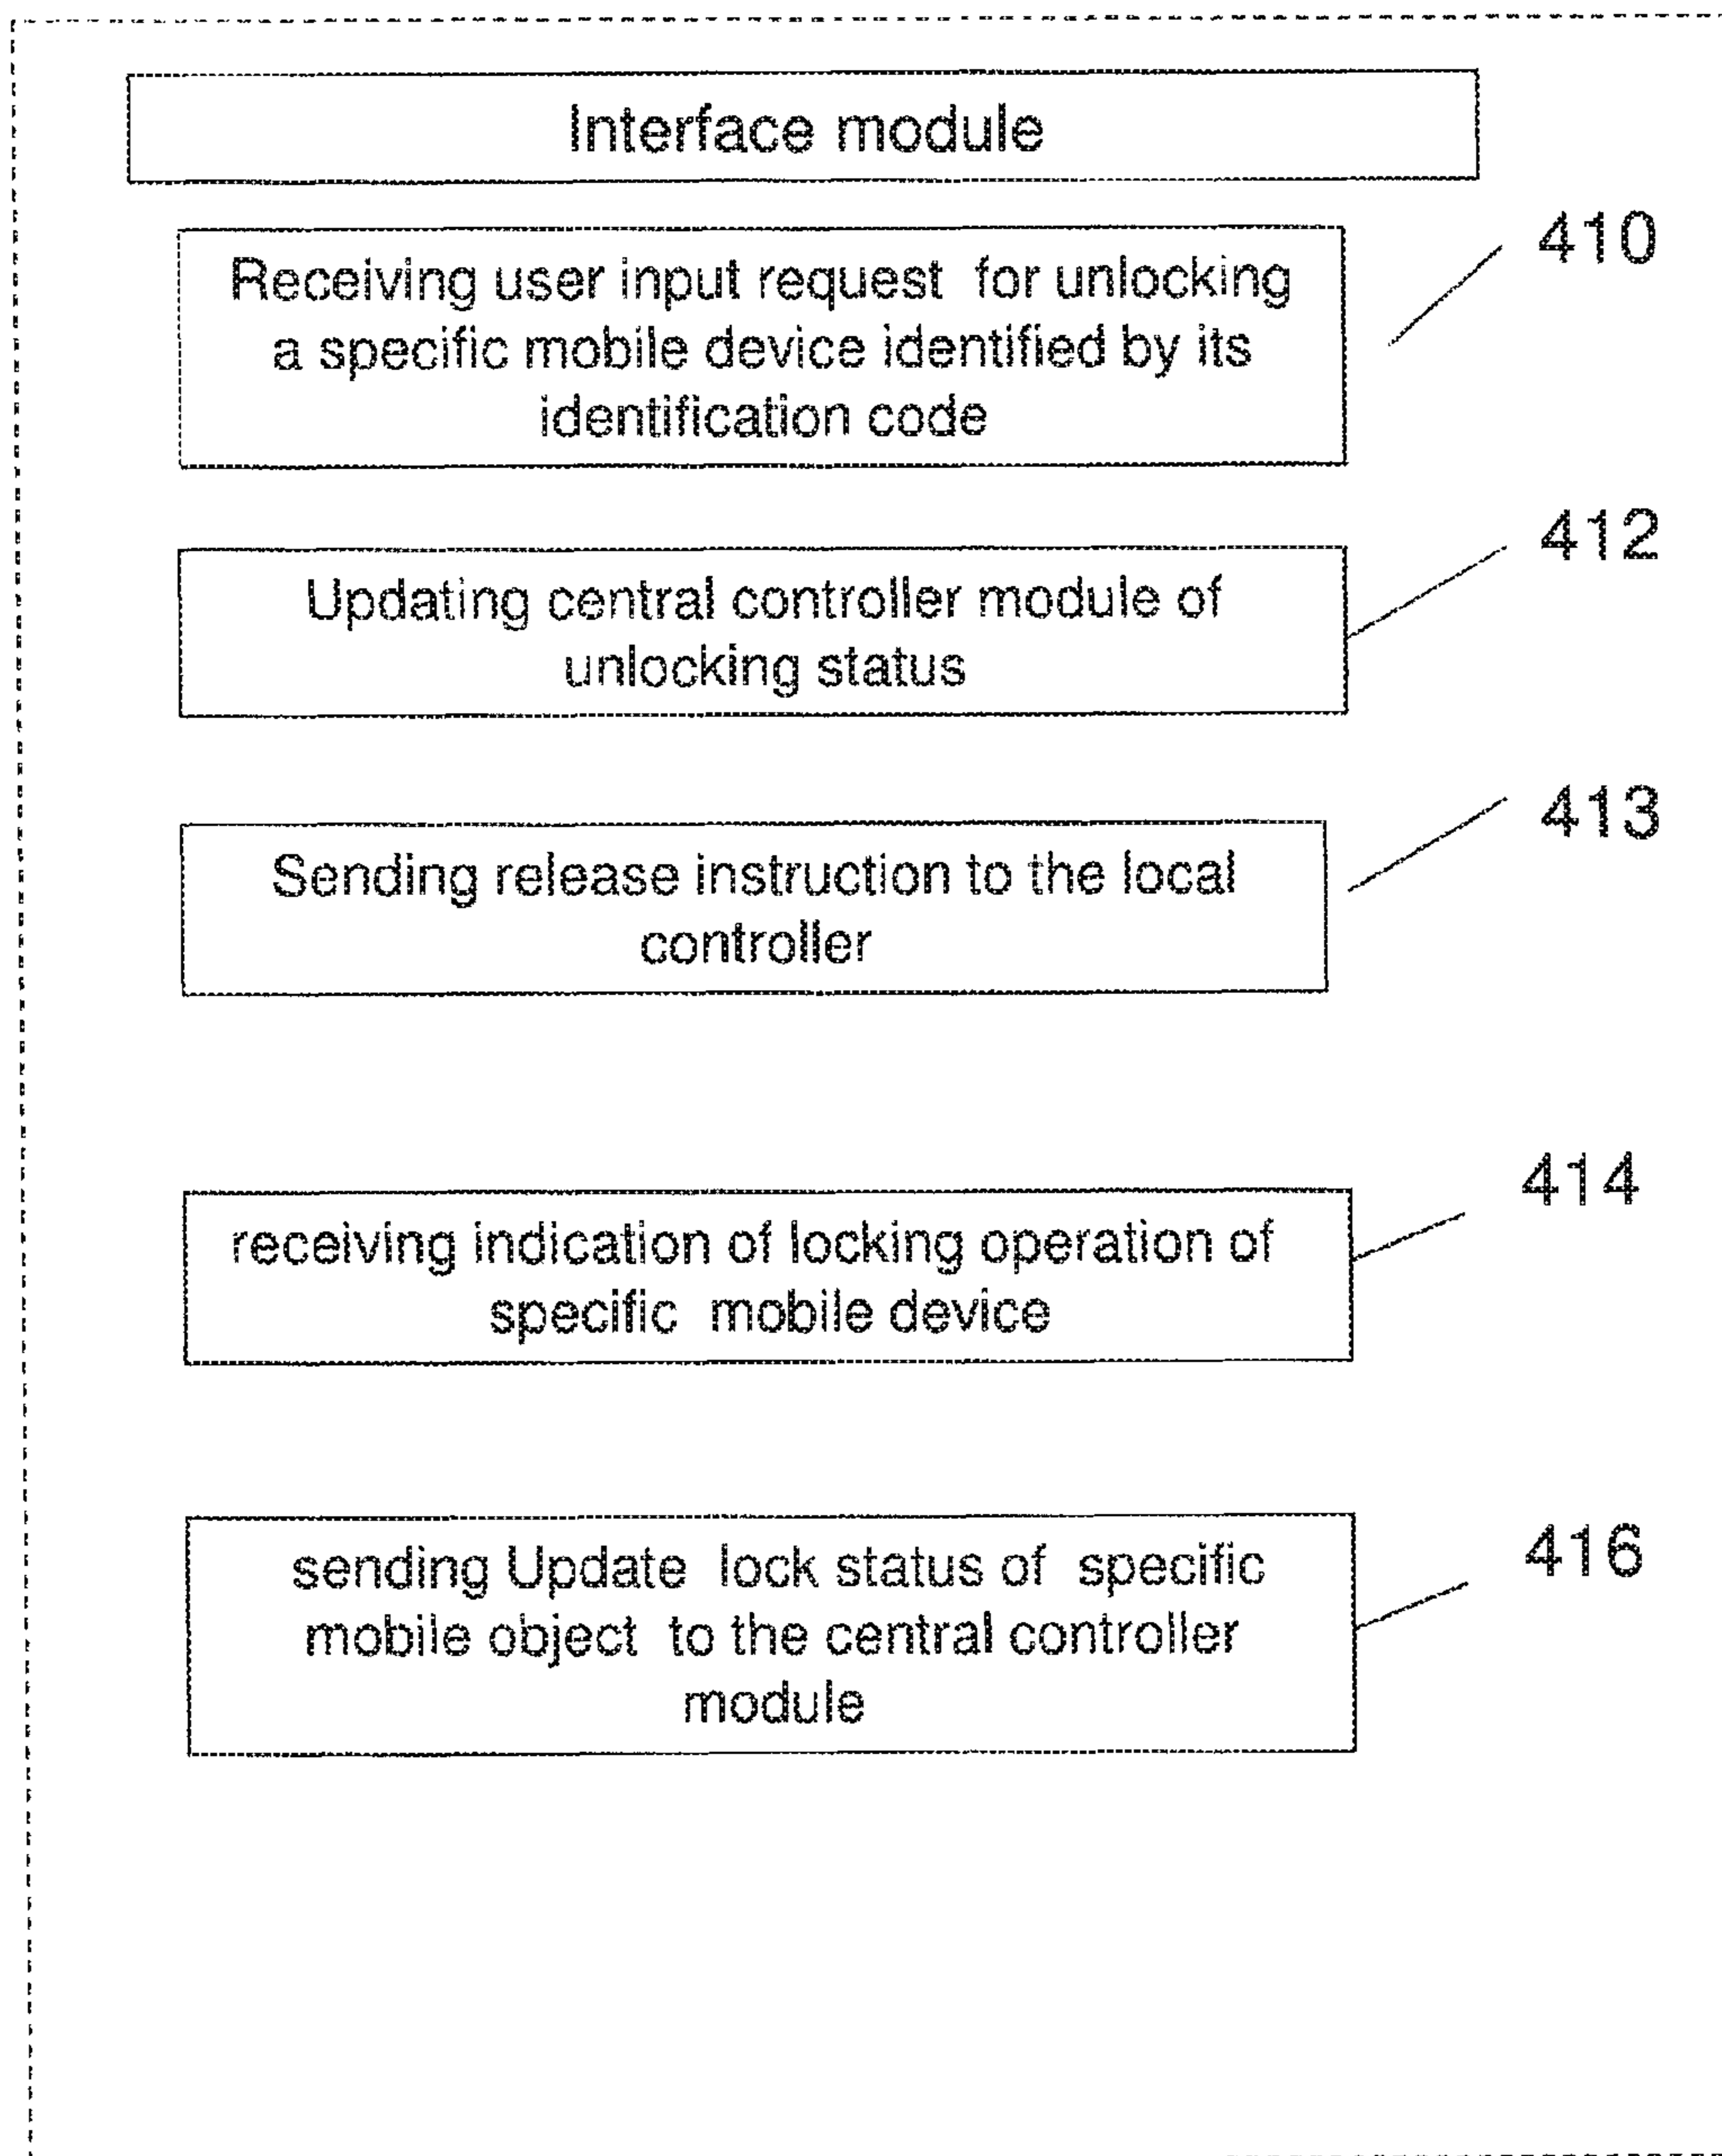 Interface module
410
Receiving user input request for unlocking
a specific mobile device identified by its
identification code
412
Updating central controller module of
unlocking status
413
Sending release instruction to the local
controller
414
receiving indication of locking operation of
specific mobile device
416
sending Update lock status of specific
mobile object to the central controller
module